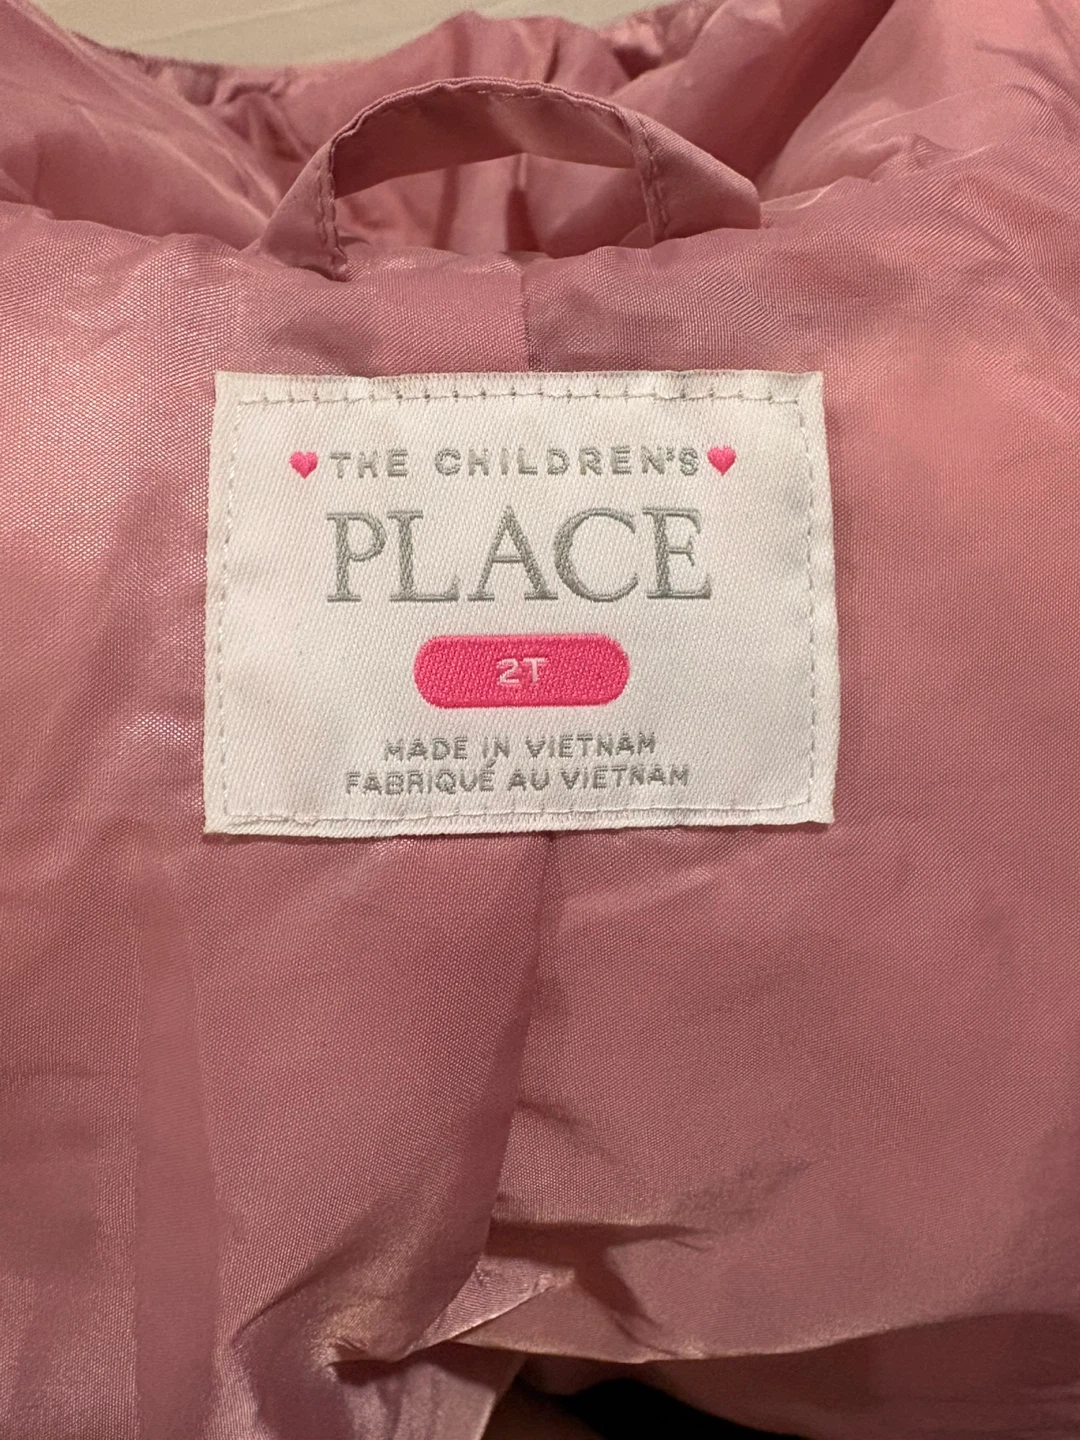 THE CHILDREN'S
PLACE
2T
MADE IN VIETNAM
FABRIQUÉ AU VIETNAM